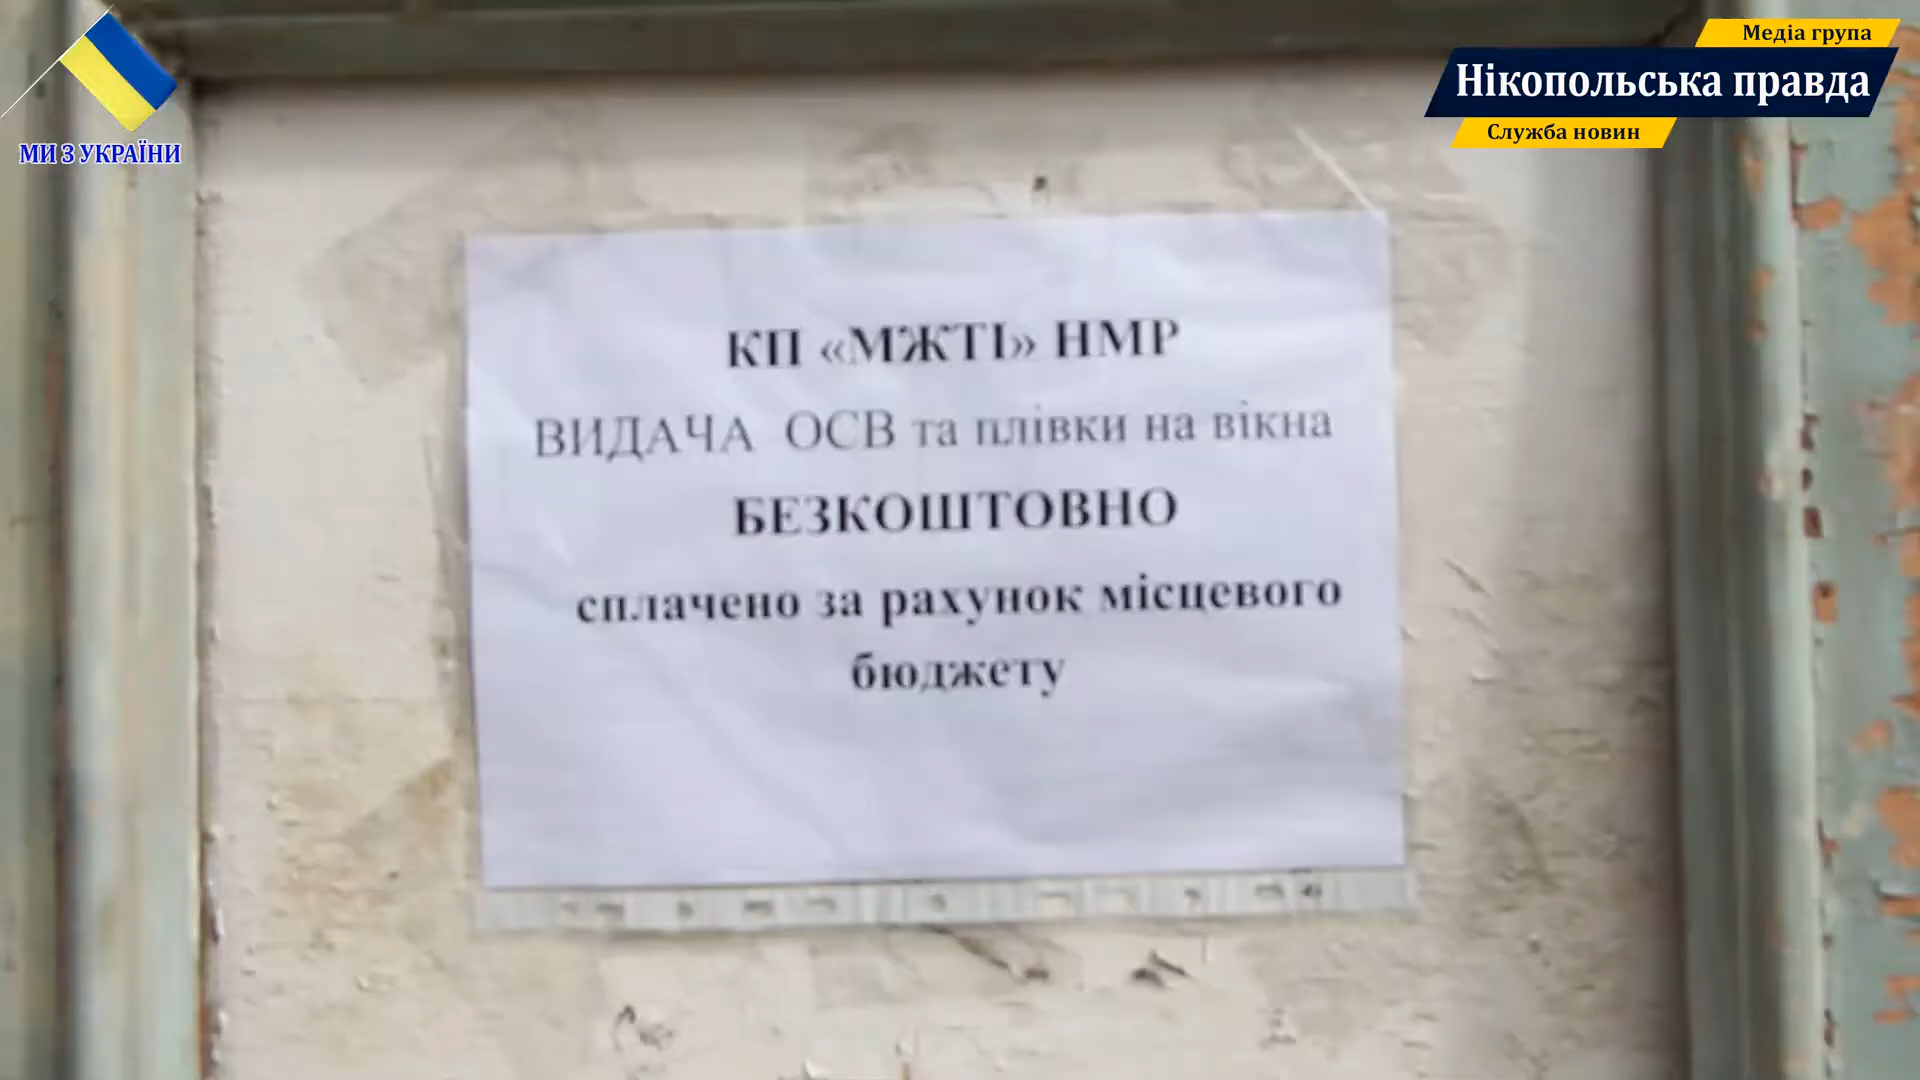 МИ З УКРАЇНИ
Медіа група
Нікопольська правда
Служба новин
КП «МЖТІ» НМР
ВИДАЧА ОСВ та плівки на вікна
БЕЗКОШТОВНО
сплачено за рахунок місцевого
бюджету